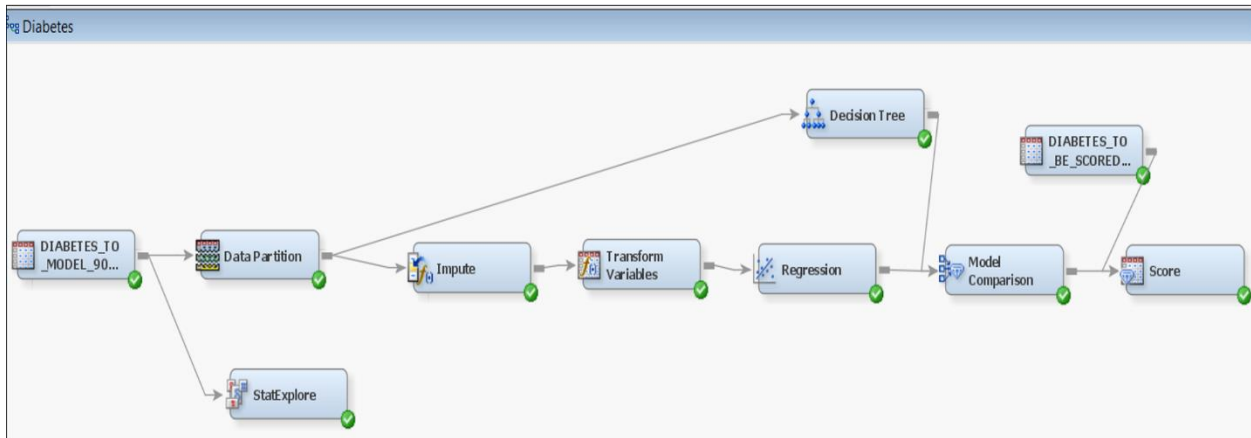 Diabetes
Decision Tree
DIABETES_TO
_BE_SCORED...
DIABETES_TO
_MODEL_90...
Data Partition
Impute
Transform
Variables
Regression
Model
Comparison
Score
StatExplore